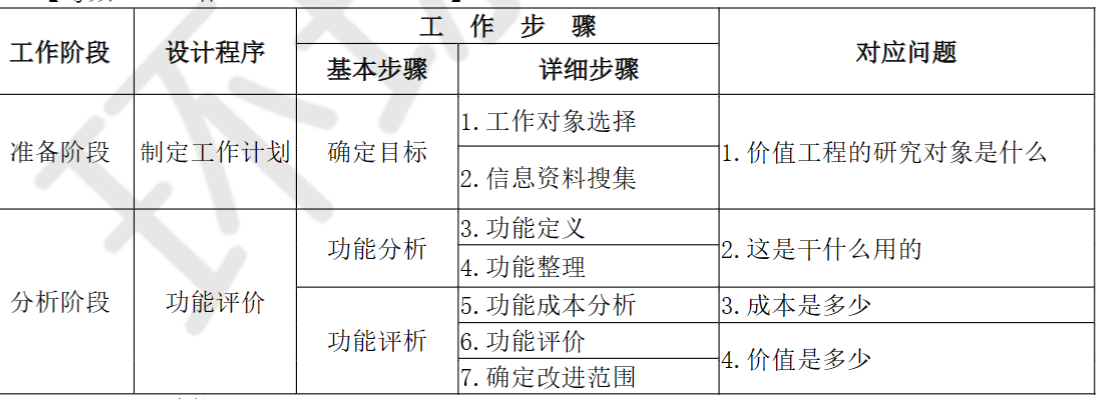 工作阶段 设计程序 工 作 步 骤 对应问题
基本步骤 详细步骤
准备阶段 制定工作计划 确定目标 1.工作对象选择 1.价值工程的研究对象是什么
2.信息资料搜集
分析阶段 功能评价 功能分析 3.功能定义 2.这是干什么用的
4.功能整理
功能评析 5.功能成本分析 3.成本是多少
6.功能评价 4.价值是多少
7.确定改进范围